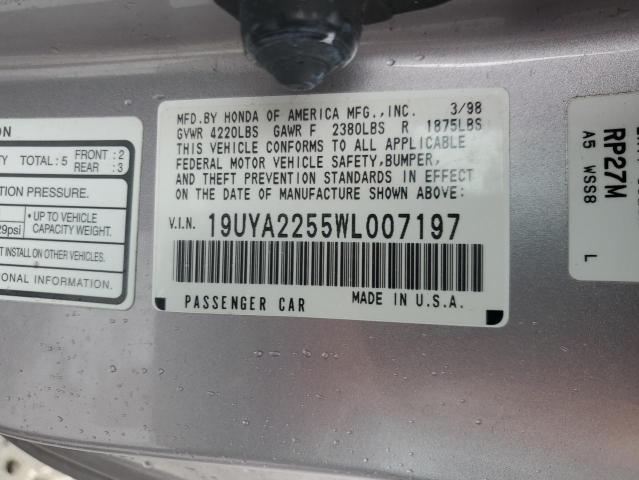 MFD.BY HONDA OF AMERICA MFG.,INC. 3/98
GVWR 4220LBS GAWR F 2380LBS R 1875LBS
THIS VEHICLE CONFORMS TO ALL APPLICABLE
FEDERAL MOTOR VEHICLE SAFETY,BUMPER,
AND THEFT PREVENTION STANDARDS IN EFFECT
ON THE DATE OF MANUFACTURE SHOWN ABOVE:
V.I.N. 19UYA2255WL007197
PASSENGER CAR MADE IN U.S.A.
ON
TY TOTAL:5 FRONT:2
REAR :3
TION PRESSURE.
• UP TO VEHICLE
29psi CAPACITY WEIGHT.
T INSTALL ON OTHER VEHICLES.
IONAL INFORMATION.
RP27M
A5 WSS8
L